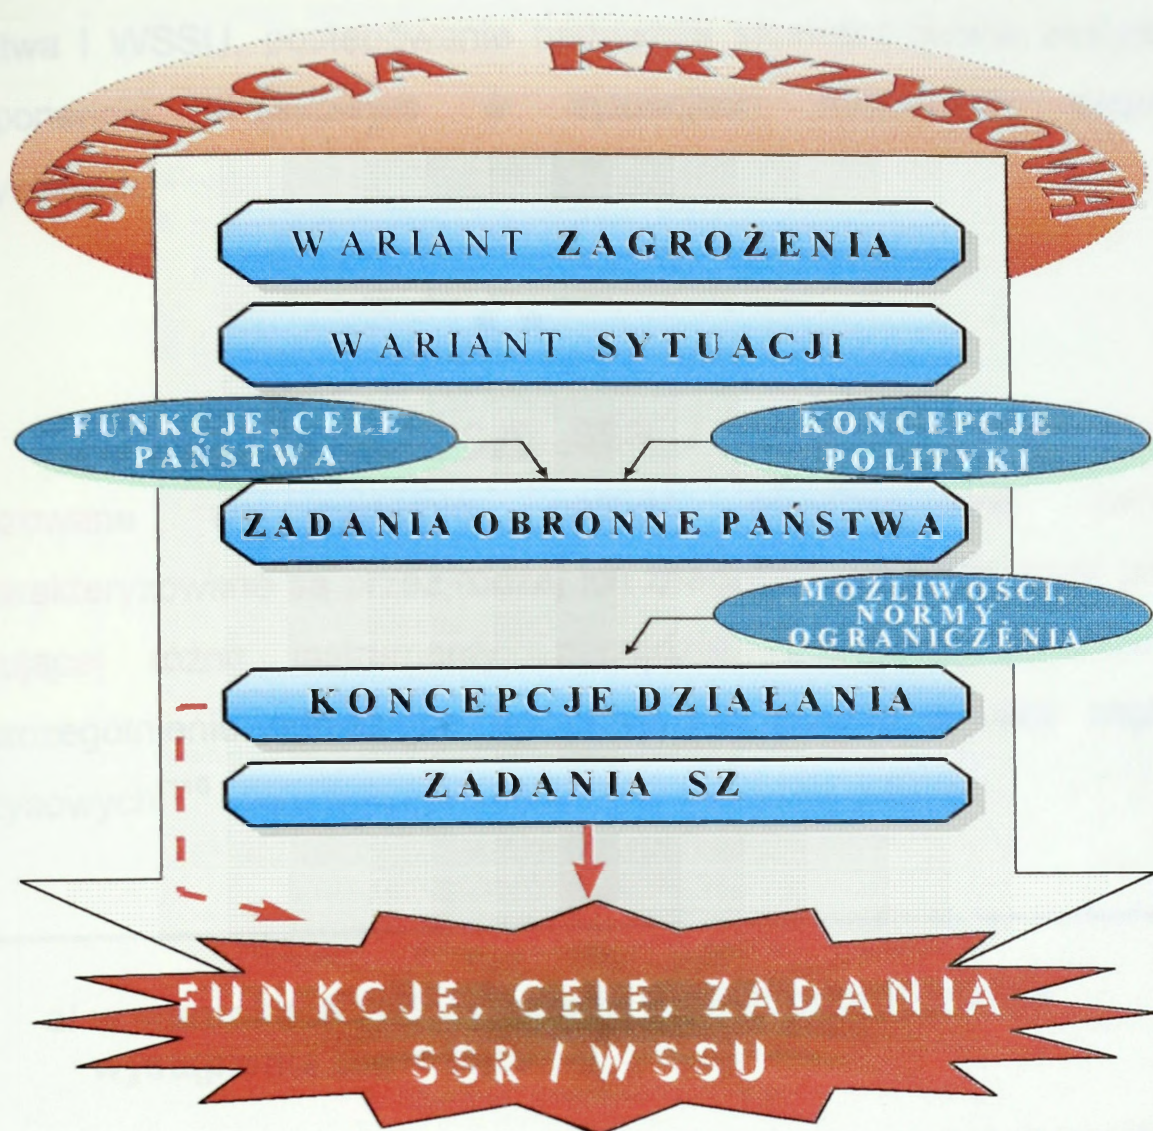 SYTUACJA KRYZYSOWA
WARIANT ZAGROŻENIA
WARIANT SYTUACJI
FUNKCJE, CELE
PAŃSTWA
KONCEPCJE
POLITYKI
ZADANIA OBRONNE PAŃSTWA
MOŻLIWOŚCI,
NORMY
OGRANICZENIA
KONCEPCJE DZIAŁANIA
ZADANIA SZ
FUNKCJE, CELE, ZADANIA
SSR / WSSU